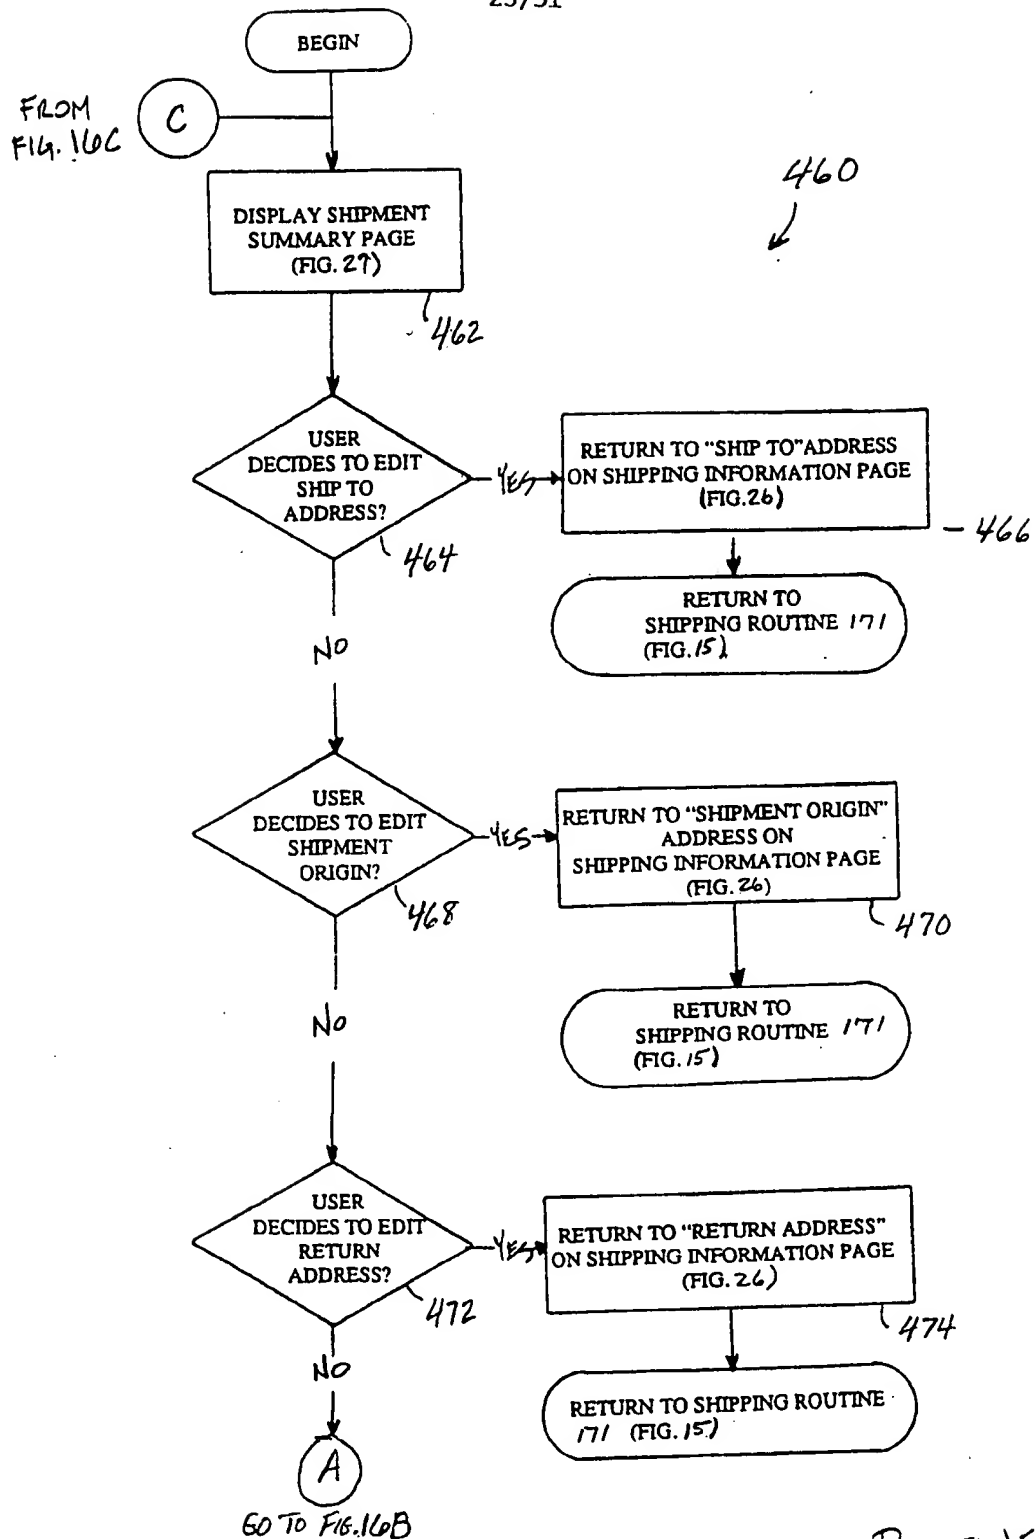 BEGIN
FROM
FIG. 16C
C
460
DISPLAY SHIPMENT
SUMMARY PAGE
(FIG. 27)
462
USER
DECIDES TO EDIT
SHIP TO
ADDRESS?
464
YES
RETURN TO "SHIP TO" ADDRESS
ON SHIPPING INFORMATION PAGE
(FIG. 26)
466
RETURN TO
SHIPPING ROUTINE 171
(FIG. 15)
NO
USER
DECIDES TO EDIT
SHIPMENT
ORIGIN?
468
YES
RETURN TO "SHIPMENT ORIGIN"
ADDRESS ON
SHIPPING INFORMATION PAGE
(FIG. 26)
470
RETURN TO
SHIPPING ROUTINE 171
(FIG. 15)
NO
USER
DECIDES TO EDIT
RETURN
ADDRESS?
472
YES
RETURN TO "RETURN ADDRESS"
ON SHIPPING INFORMATION PAGE
(FIG. 26)
474
RETURN TO SHIPPING ROUTINE
171 (FIG. 15)
NO
A
GO TO FIG. 16B